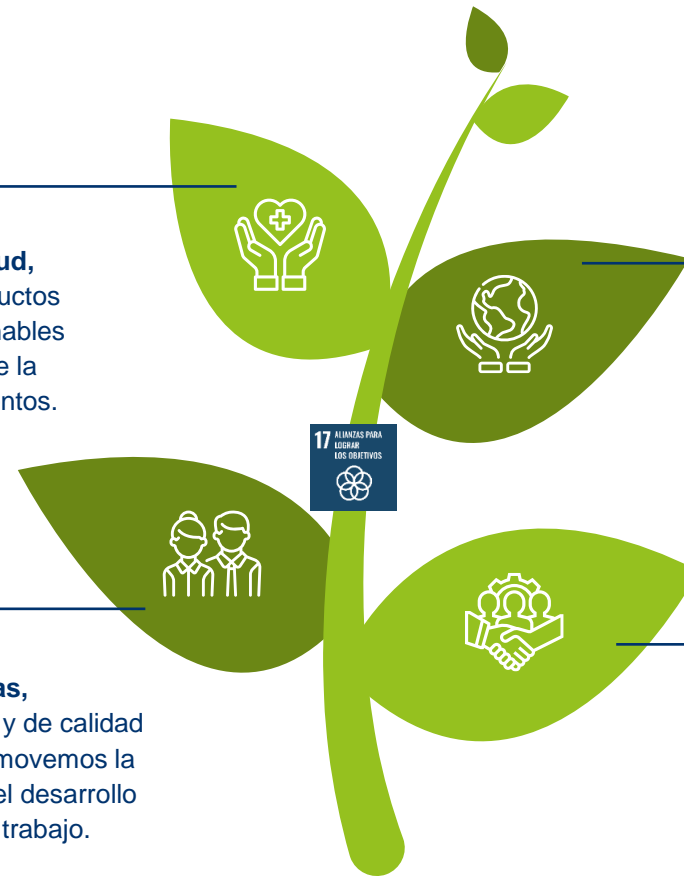 ud,
uctos
nables
e la
ntos.
17 ALIANZAS PARA
LOGRAR
LOS OBJETIVOS
as,
y de calidad
movemos la
el desarrollo
trabajo.